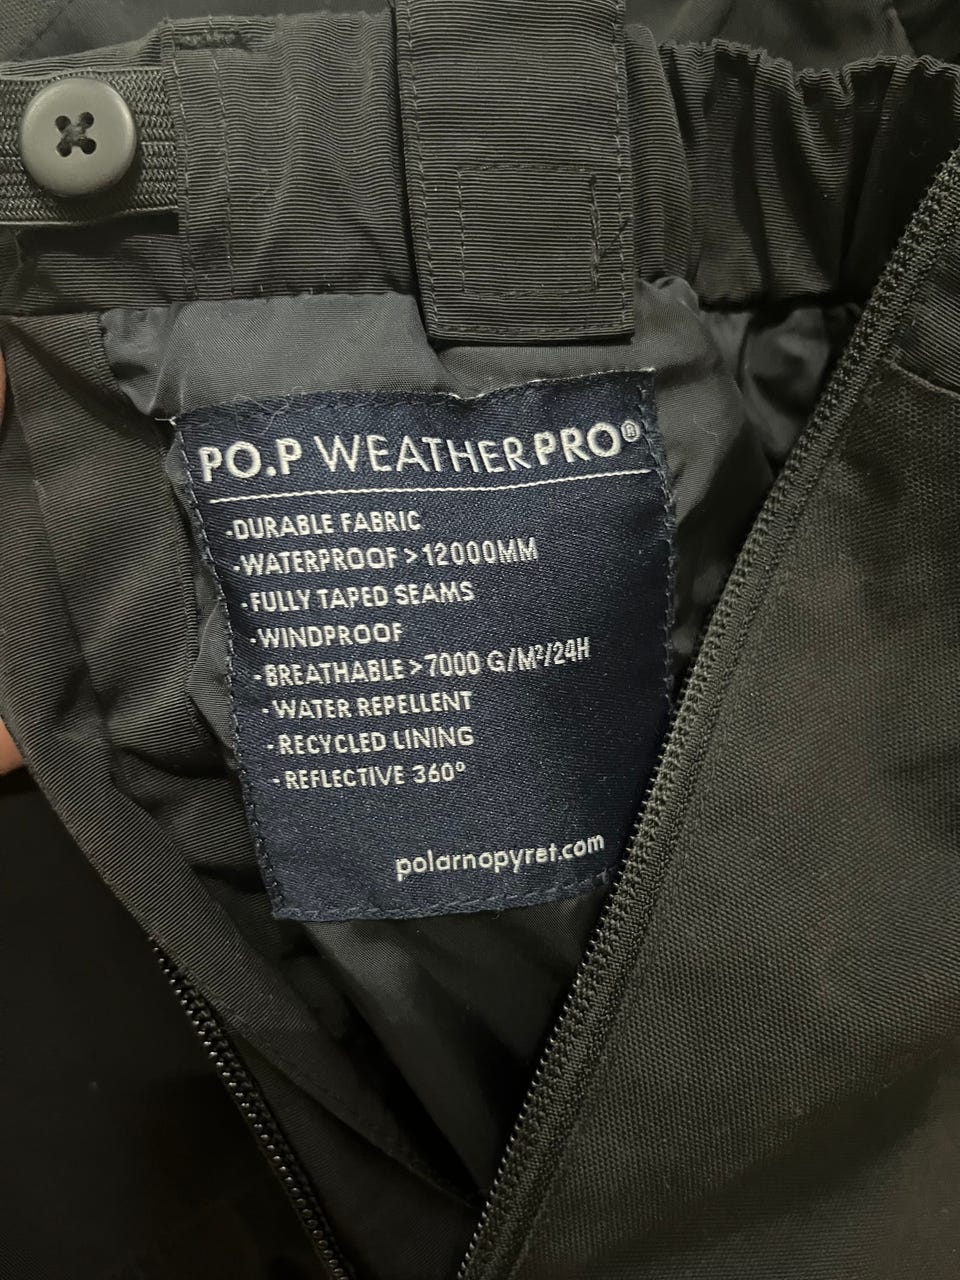 PO.P WEATHERPRO®
-DURABLE FABRIC
-WATERPROOF > 12000MM
-FULLY TAPED SEAMS
-WINDPROOF
-BREATHABLE > 7000 G/M²/24H
-WATER REPELLENT
-RECYCLED LINING
-REFLECTIVE 360°
polarnopyret.com